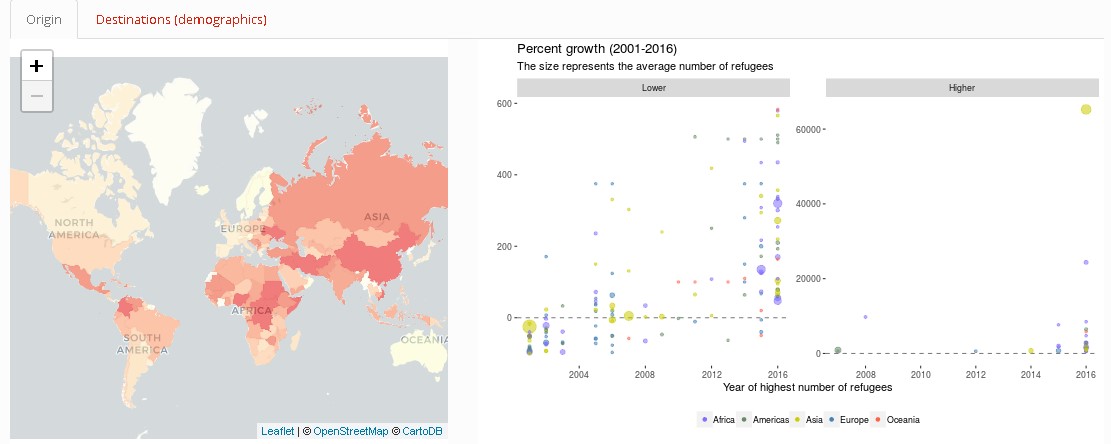 Origin
Destinations (demographics)
+
−
NORTH
AMERICA
EUROPE
ASIA
AFRICA
SOUTH
AMERICA
OCEANIA
Leaflet | © OpenStreetMap © CartoDB
Percent growth (2001-2016)
The size represents the average number of refugees
Lower
Higher
600
400
200
0
60000
40000
20000
0
2004
2008
2012
2016
2008
2010
2012
2014
2016
Year of highest number of refugees
Africa
Americas
Asia
Europe
Oceania